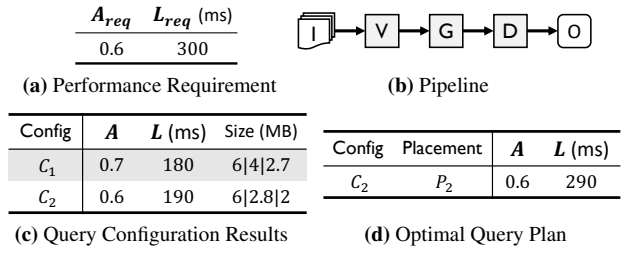 A_req L_req (ms)
0.6 300
(a) Performance Requirement
I V G D O
(b) Pipeline
Config A L (ms) Size (MB)
C_1 0.7 180 6|4|2.7
C_2 0.6 190 6|2.8|2
(c) Query Configuration Results
Config Placement A L (ms)
C_2 P_2 0.6 290
(d) Optimal Query Plan